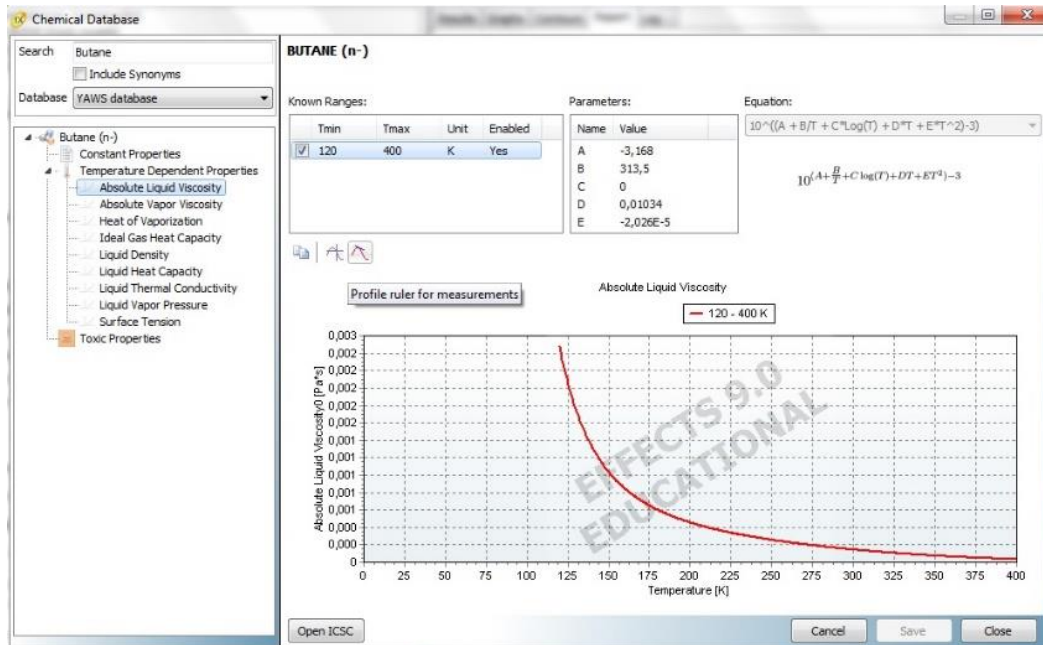 Chemical Database
Search Butane
Include Synonyms
Database YAWS database
Butane (n-)
Constant Properties
Temperature Dependent Properties
Absolute Liquid Viscosity
Absolute Vapor Viscosity
Heat of Vaporization
Ideal Gas Heat Capacity
Liquid Density
Liquid Heat Capacity
Liquid Thermal Conductivity
Liquid Vapor Pressure
Surface Tension
Toxic Properties
BUTANE (n-)
Known Ranges:
Tmin Tmax Unit Enabled
120 400 K Yes
Parameters:
Name Value
A -3,168
B 313,5
C 0
D 0,01034
E -2,026E-5
Equation:
10^((A + B/T + C*Log(T) + D*T + E*T^2)-3)
10^{(A+\frac{B}{T}+C log(T)+DT+ET^2)-3}
Profile ruler for measurements
Absolute Liquid Viscosity
120 - 400 K
Absolute Liquid Viscosity0 [Pa*s]
0,003
0,002
0,002
0,002
0,002
0,002
0,001
0,001
0,001
0,001
0,001
0,000
0,000
0
EFFECTS 9.0
EDUCATIONAL
0 25 50 75 100 125 150 175 200 225 250 275 300 325 350 375 400
Temperature [K]
Open ICSC
Cancel Save Close